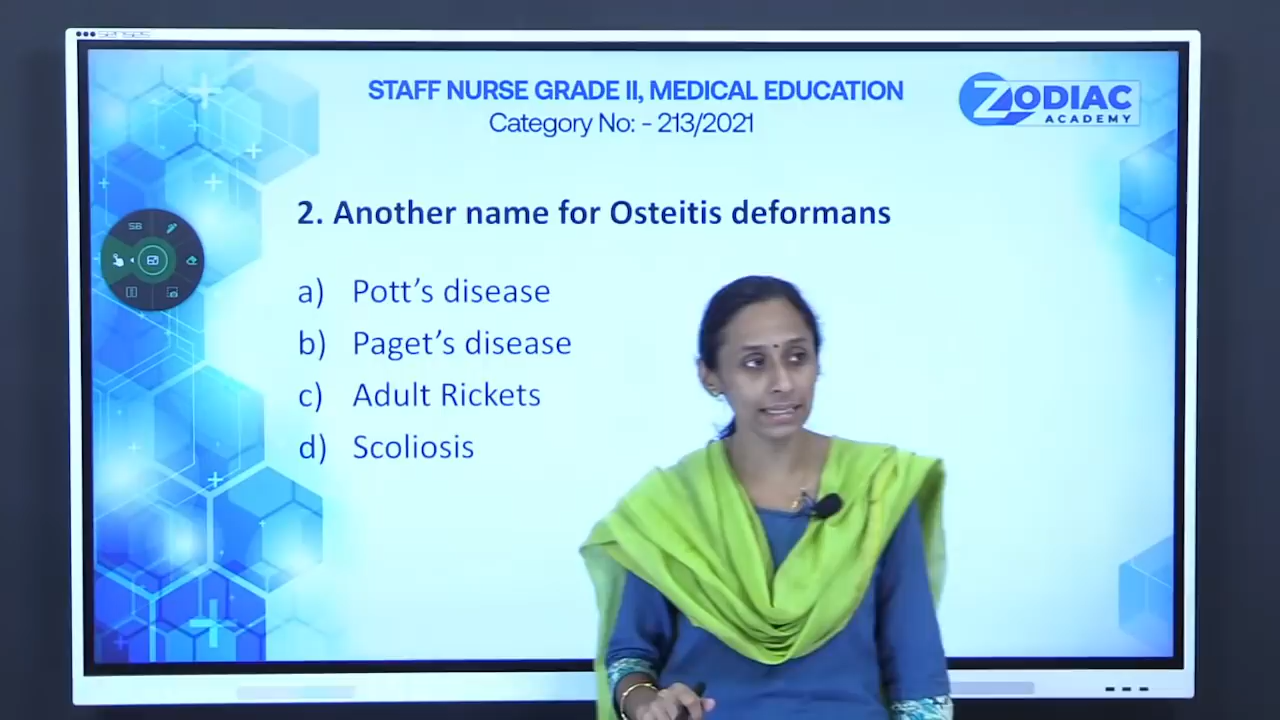 senses
STAFF NURSE GRADE II, MEDICAL EDUCATION
Category No: - 213/2021
ZODIAC
ACADEMY
2. Another name for Osteitis deformans
a) Pott’s disease
b) Paget’s disease
c) Adult Rickets
d) Scoliosis